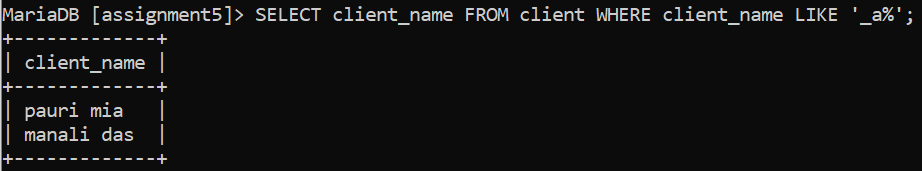 MariaDB [assignment5]> SELECT client_name FROM client WHERE client_name LIKE '_a%';
+-------------+
| client_name |
+-------------+
| pauri mia   |
| manali das  |
+-------------+